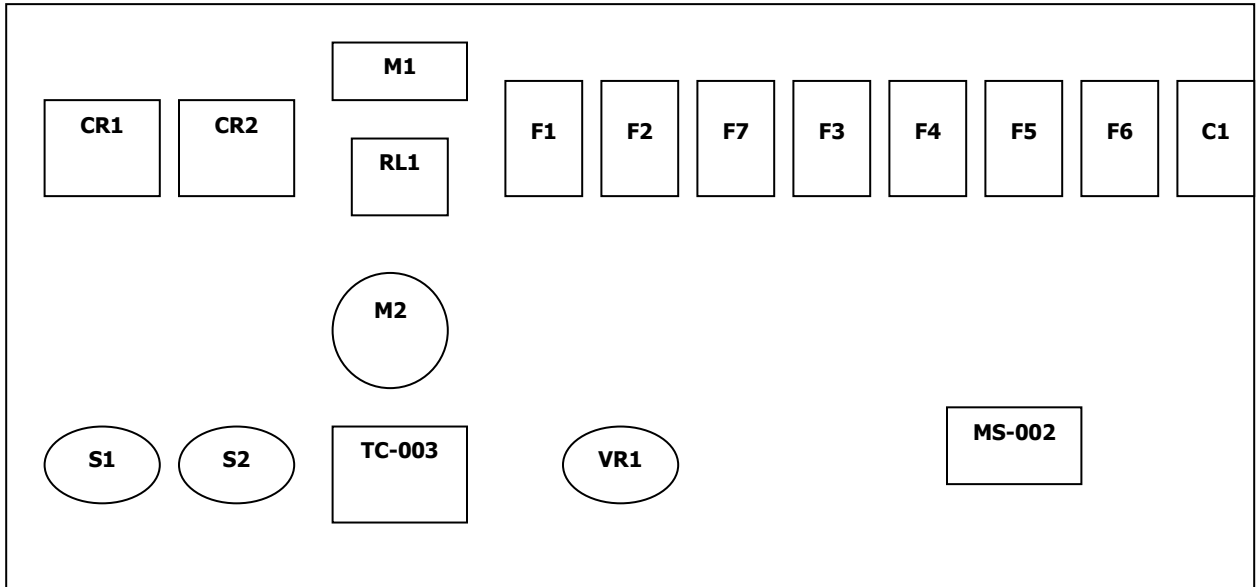 M1
CR1
CR2
RL1
F1
F2
F7
F3
F4
F5
F6
C1
M2
S1
S2
TC-003
VR1
MS-002